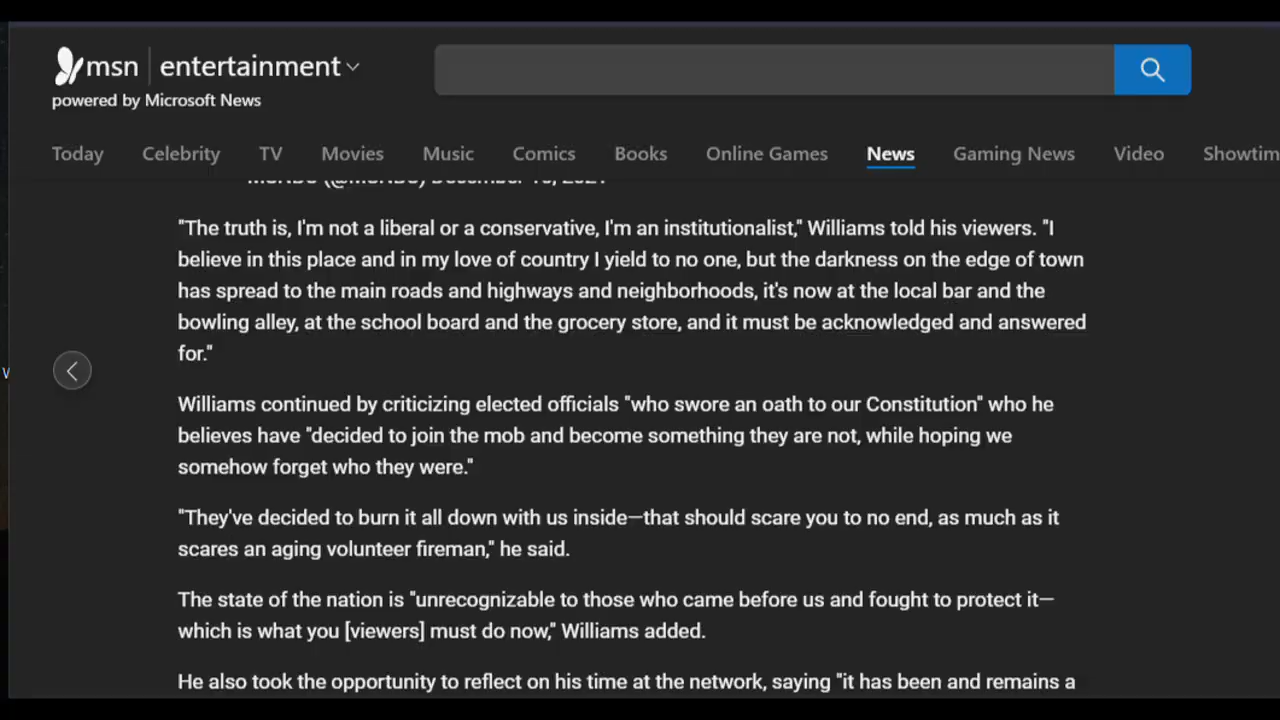 msn | entertainment
powered by Microsoft News
Today Celebrity TV Movies Music Comics Books Online Games News Gaming News Video Showtim
"The truth is, I'm not a liberal or a conservative, I'm an institutionalist," Williams told his viewers. "I
believe in this place and in my love of country I yield to no one, but the darkness on the edge of town
has spread to the main roads and highways and neighborhoods, it's now at the local bar and the
bowling alley, at the school board and the grocery store, and it must be acknowledged and answered
for."
Williams continued by criticizing elected officials "who swore an oath to our Constitution" who he
believes have "decided to join the mob and become something they are not, while hoping we
somehow forget who they were."
"They've decided to burn it all down with us inside—that should scare you to no end, as much as it
scares an aging volunteer fireman," he said.
The state of the nation is "unrecognizable to those who came before us and fought to protect it—
which is what you [viewers] must do now," Williams added.
He also took the opportunity to reflect on his time at the network, saying "it has been and remains a